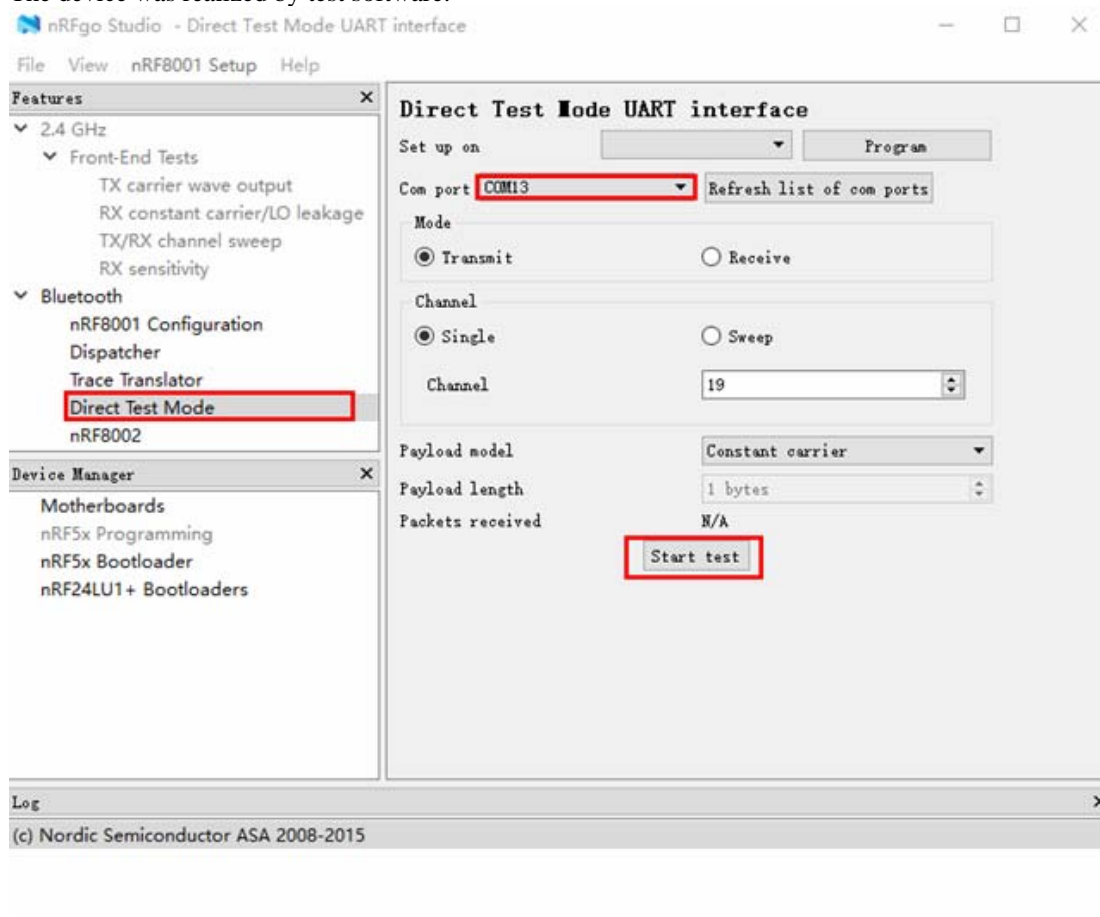 The device was realized by test software.
nRFgo Studio - Direct Test Mode UART interface
File View nRF8001 Setup Help
Features
2.4 GHz
Front-End Tests
TX carrier wave output
RX constant carrier/LO leakage
TX/RX channel sweep
RX sensitivity
Bluetooth
nRF8001 Configuration
Dispatcher
Trace Translator
Direct Test Mode
nRF8002
Device Manager
Motherboards
nRF5x Programming
nRF5x Bootloader
nRF24LU1+ Bootloaders
Direct Test Mode UART interface
Set up on Program
Com port COM13 Refresh list of com ports
Mode
Transmit Receive
Channel
Single Sweep
Channel 19
Payload model Constant carrier
Payload length 1 bytes
Packets received N/A
Start test
Log
(c) Nordic Semiconductor ASA 2008-2015